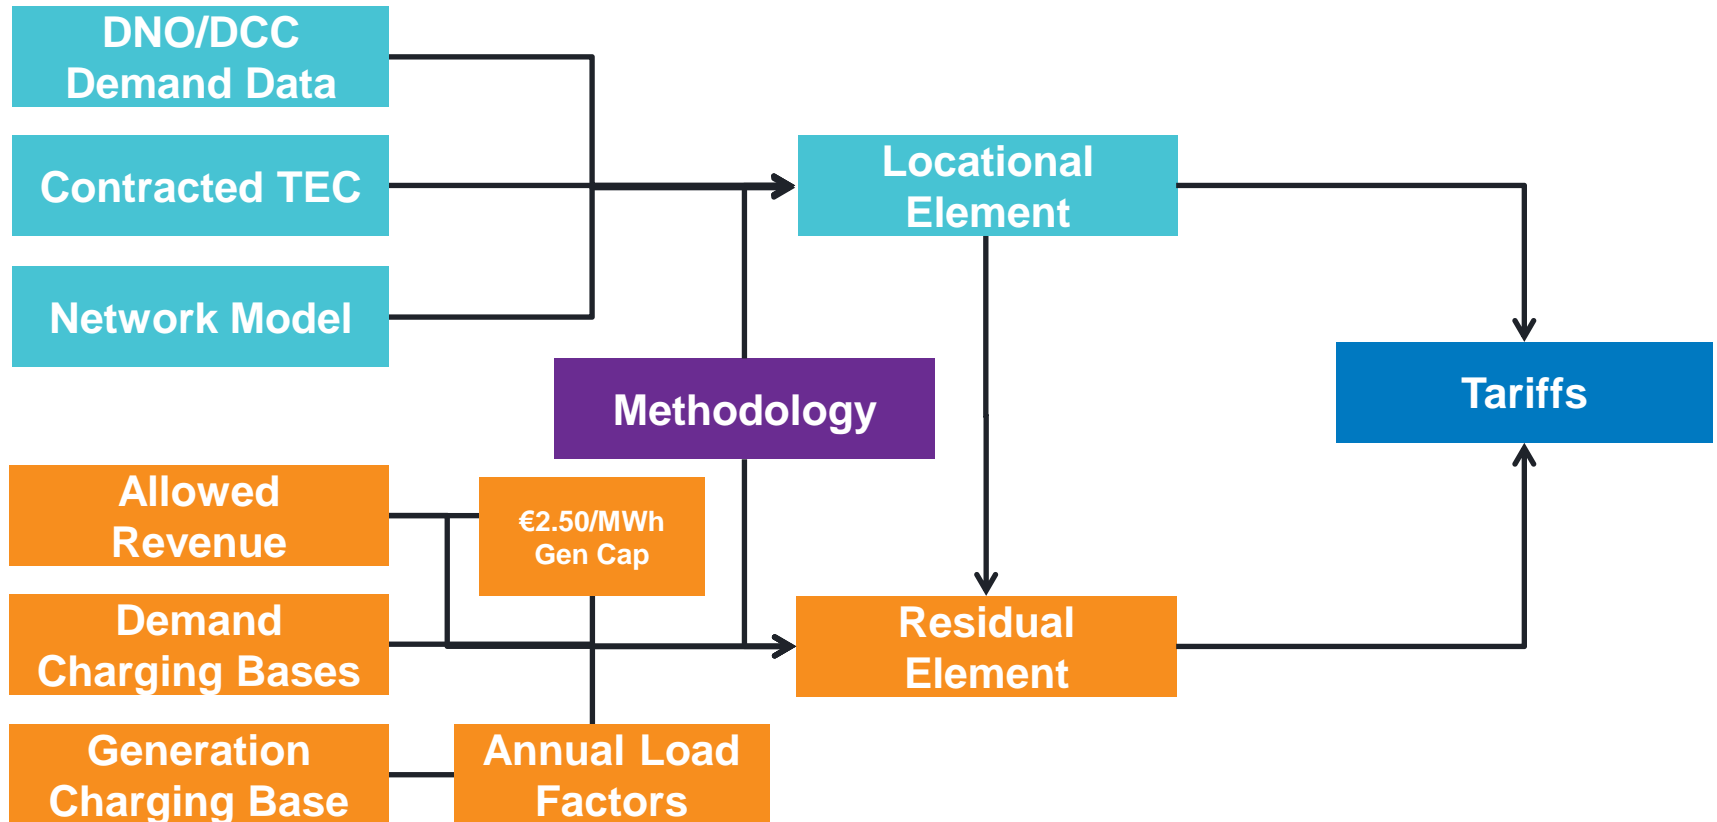 DNO/DCC
Demand Data
Contracted TEC
Network Model
Locational
Element
Methodology
Tariffs
Allowed
Revenue
€2.50/MWh
Gen Cap
Demand
Charging Bases
Residual
Element
Generation
Charging Base
Annual Load
Factors